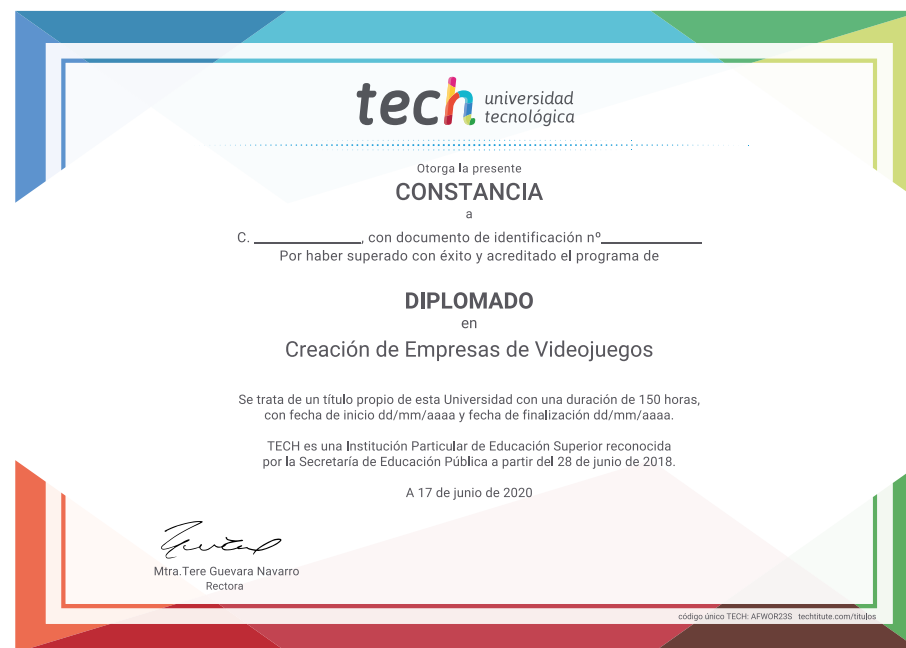 tech universidad
tecnológica
Otorga la presente
CONSTANCIA
a
C. ____________, con documento de identificación nº____________
Por haber superado con éxito y acreditado el programa de
DIPLOMADO
en
Creación de Empresas de Videojuegos
Se trata de un título propio de esta Universidad con una duración de 150 horas,
con fecha de inicio dd/mm/aaaa y fecha de finalización dd/mm/aaaa.
TECH es una Institución Particular de Educación Superior reconocida
por la Secretaría de Educación Pública a partir del 28 de junio de 2018.
A 17 de junio de 2020
Mtra.Tere Guevara Navarro
Rectora
código único TECH: AFWOR23S techtitute.com/titulos